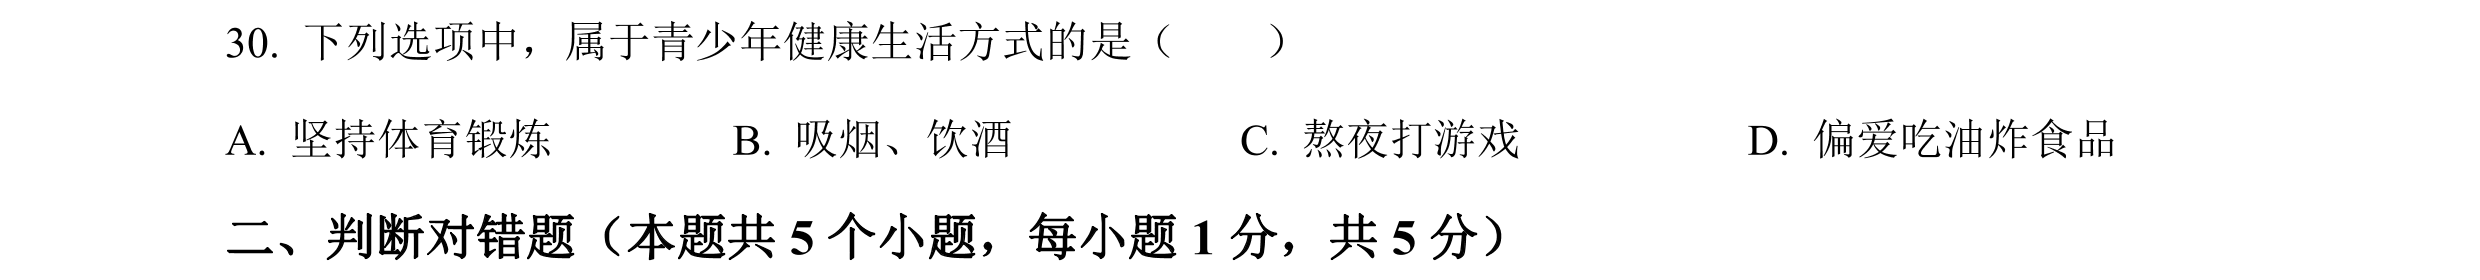 30. 下列选项中，属于青少年健康生活方式的是（　　）
A. 坚持体育锻炼 B. 吸烟、饮酒 C. 熬夜打游戏 D. 偏爱吃油炸食品
二、判断对错题（本题共 5 个小题，每小题 1 分，共 5 分）